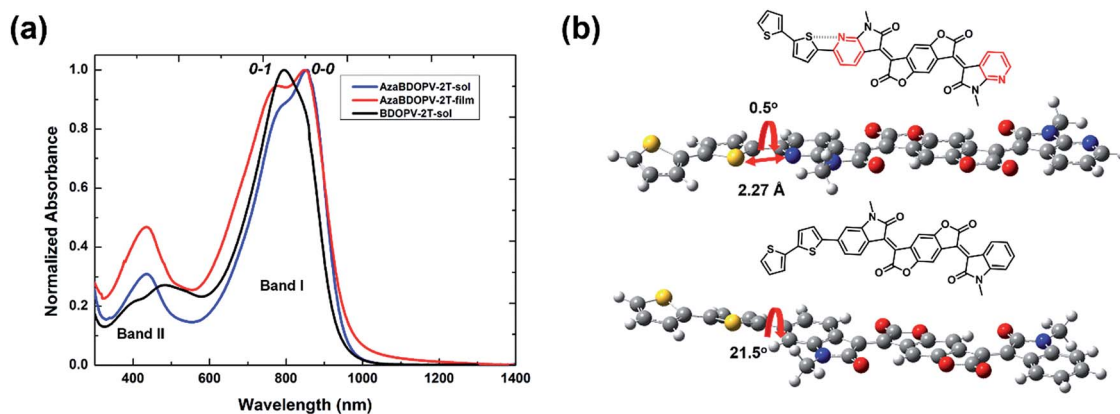 (a)
Normalized Absorbance
1.0
0.8
0.6
0.4
0.2
0.0
0-1
0-0
AzaBDOPV-2T-sol
AzaBDOPV-2T-film
BDOPV-2T-sol
Band I
Band II
400
600
800
1000
1200
1400
Wavelength (nm)
(b)
S
S
N
N
O
O
O
O
O
O
N
N
0.5o
2.27 Å
S
S
N
O
O
O
O
O
O
N
21.5o